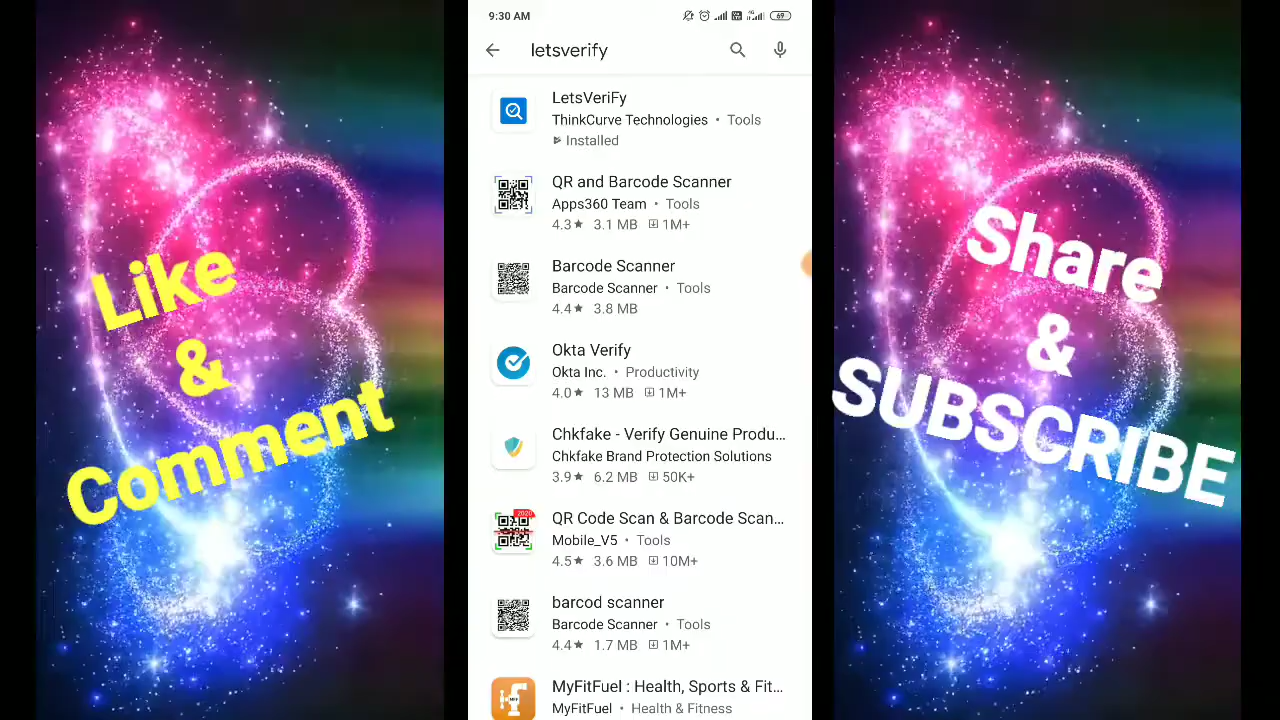 Like
&
Comment
9:30 AM
69
letsverify
LetsVeriFy
ThinkCurve Technologies • Tools
Installed
QR and Barcode Scanner
Apps360 Team • Tools
4.3★ 3.1 MB 1M+
Barcode Scanner
Barcode Scanner • Tools
4.4★ 3.8 MB
Okta Verify
Okta Inc. • Productivity
4.0★ 13 MB 1M+
Chkfake - Verify Genuine Produ...
Chkfake Brand Protection Solutions
3.9★ 6.2 MB 50K+
2020
QR Code Scan & Barcode Scan...
Mobile_V5 • Tools
4.5★ 3.6 MB 10M+
barcod scanner
Barcode Scanner • Tools
4.4★ 1.7 MB 1M+
MyFitFuel : Health, Sports & Fit...
MyFitFuel • Health & Fitness
Share
&
SUBSCRIBE